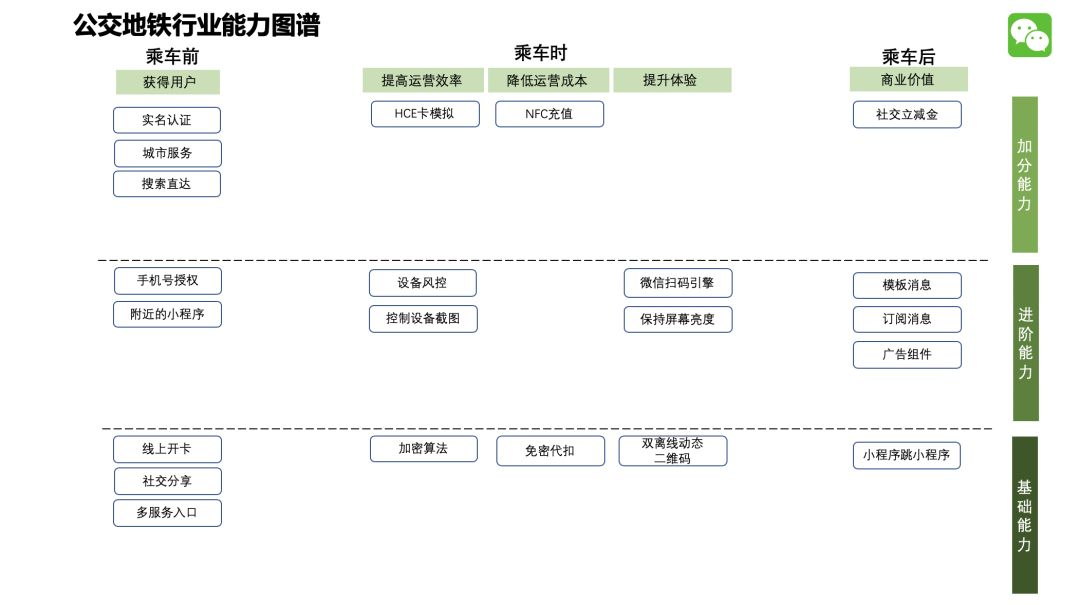 公交地铁行业能力图谱
乘车前
乘车时
乘车后
获得用户
提高运营效率
降低运营成本
提升体验
商业价值
实名认证
城市服务
搜索直达
HCE卡模拟
NFC充值
社交立减金
加分能力
手机号授权
附近的小程序
设备风控
控制设备截图
微信扫码引擎
保持屏幕亮度
模板消息
订阅消息
广告组件
进阶能力
线上开卡
社交分享
多服务入口
加密算法
免密代扣
双离线动态
二维码
小程序跳小程序
基础能力